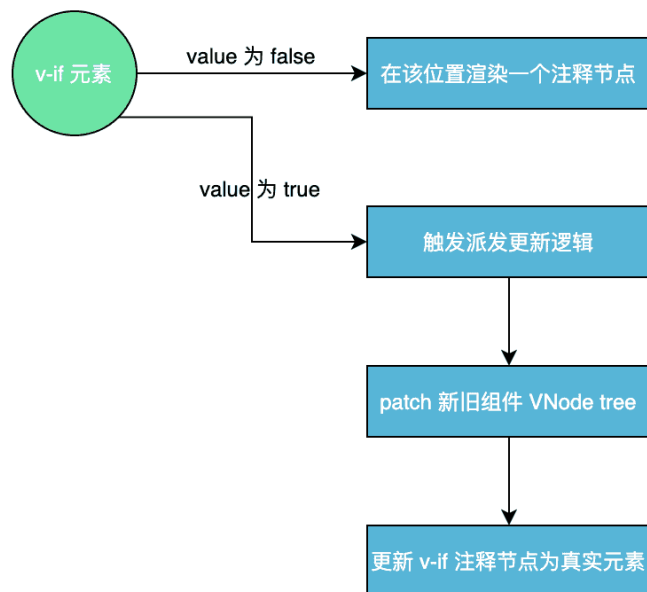 v-if 元素
value 为 false
在该位置渲染一个注释节点
value 为 true
触发派发更新逻辑
patch 新旧组件 VNode tree
更新 v-if 注释节点为真实元素